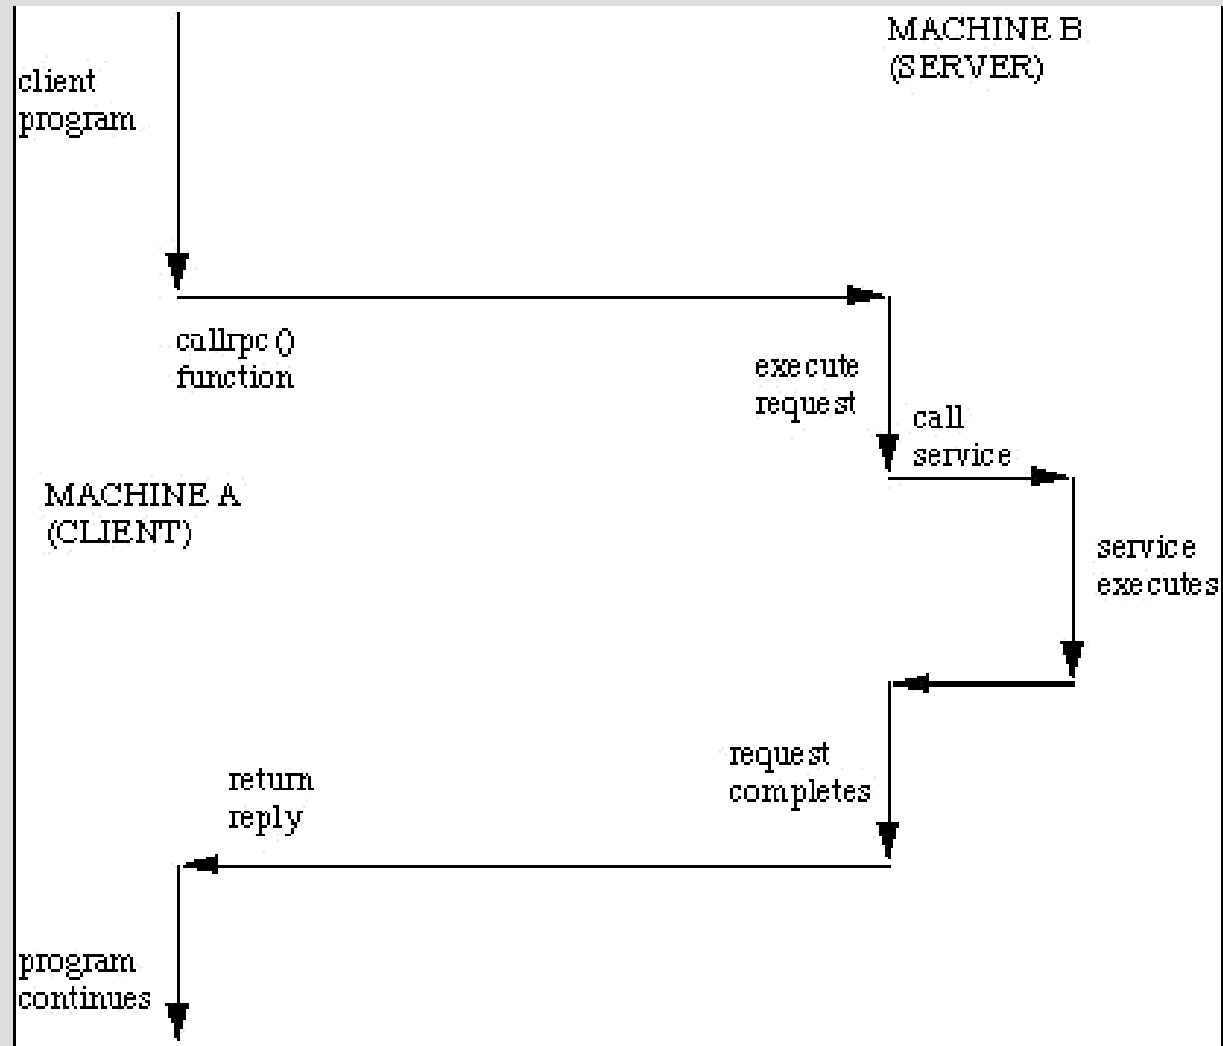 MACHINE B
(SERVER)
client
program
callrpc()
function
execute
request
call
service
MACHINE A
(CLIENT)
service
executes
request
completes
return
reply
program
continues